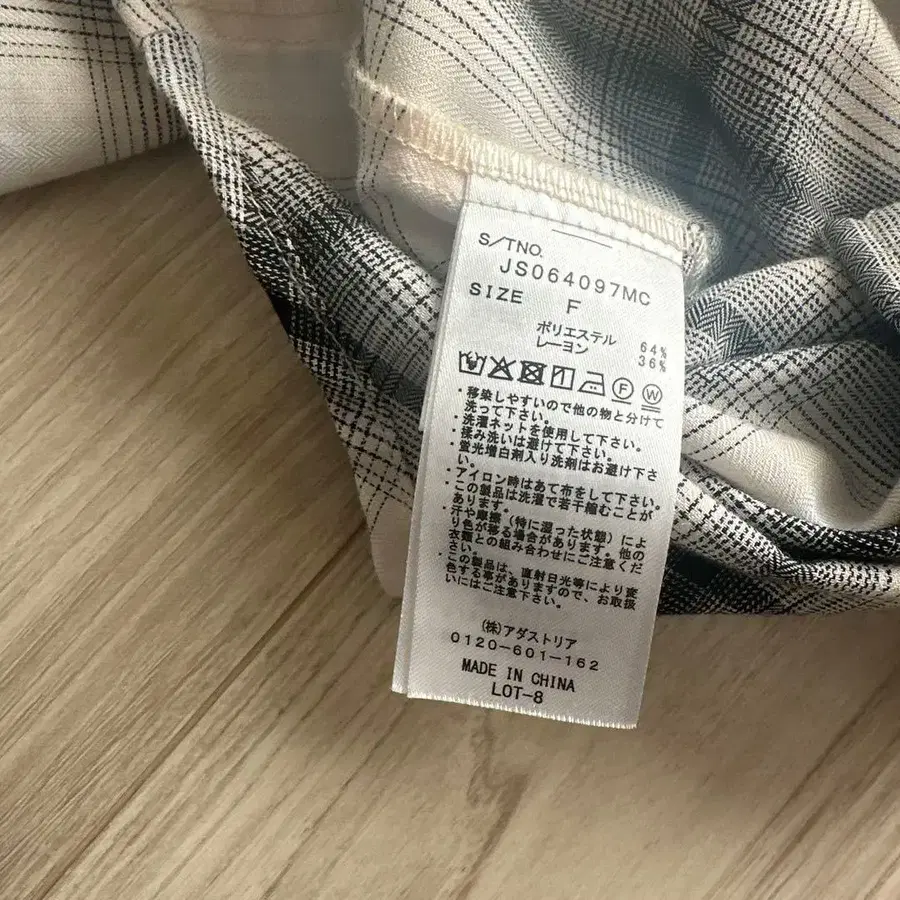 S/TNO.
JS064097MC
SIZE F
ポリエステル 64%
レーヨン 36%
F W
・移染しやすいので他の物と分けて
洗って下さい。
・洗濯ネットを使用して下さい。
・揉み洗いは避けて下さい。
・蛍光増白剤入り洗剤はお避け下さ
い。
・アイロン時はあて布をして下さい。
・この製品は洗濯で若干縮むことが
あります。
・汗や摩擦（特に湿った状態）によ
り色が移る場合があります。他の
衣類との組み合わせにご注意くだ
さい。
・この製品は、直射日光等により変
色する事がありますので、お取扱
いにはご注意下さい。
(株)アダストリア
0120-601-162
MADE IN CHINA
LOT-8